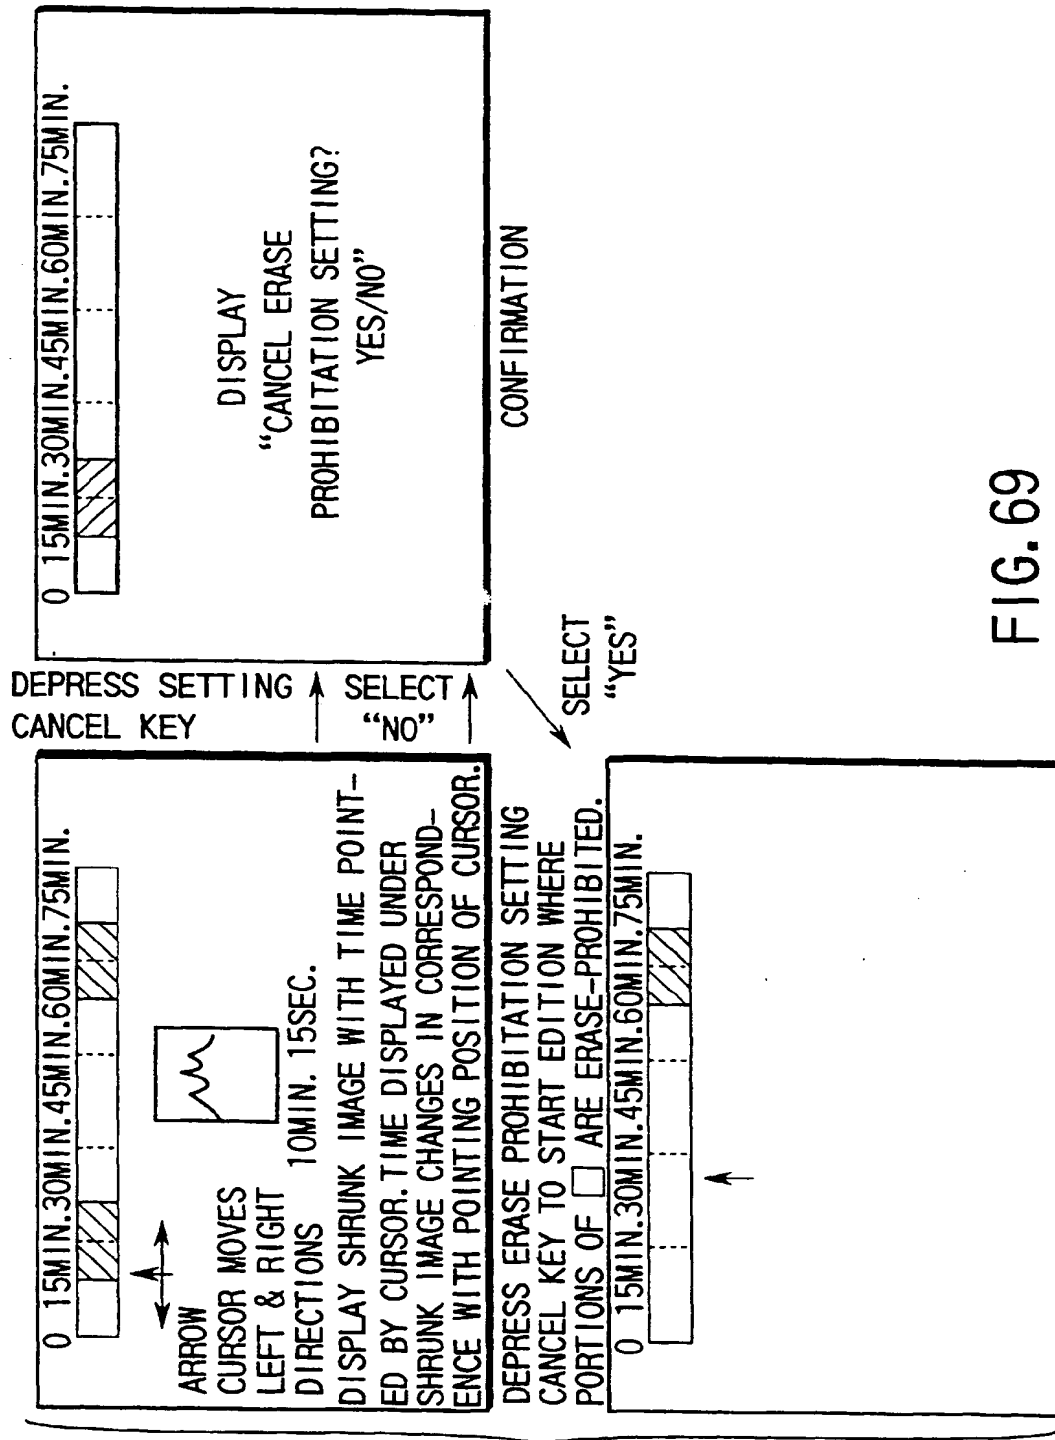 0 15MIN.30MIN.45MIN.60MIN.75MIN.
ARROW
CURSOR MOVES
LEFT & RIGHT
DIRECTIONS
10MIN. 15SEC.
DISPLAY SHRUNK IMAGE WITH TIME POINT-
ED BY CURSOR. TIME DISPLAYED UNDER
SHRUNK IMAGE CHANGES IN CORRESPOND-
ENCE WITH POINTING POSITION OF CURSOR.
DEPRESS SETTING
CANCEL KEY
SELECT
"NO"
0 15MIN.30MIN.45MIN.60MIN.75MIN.
DISPLAY
"CANCEL ERASE
PROHIBITATION SETTING?
YES/NO"
CONFIRMATION
SELECT
"YES"
DEPRESS ERASE PROHIBITATION SETTING
CANCEL KEY TO START EDITION WHERE
PORTIONS OF □ ARE ERASE-PROHIBITED.
0 15MIN.30MIN.45MIN.60MIN.75MIN.
FIG. 69